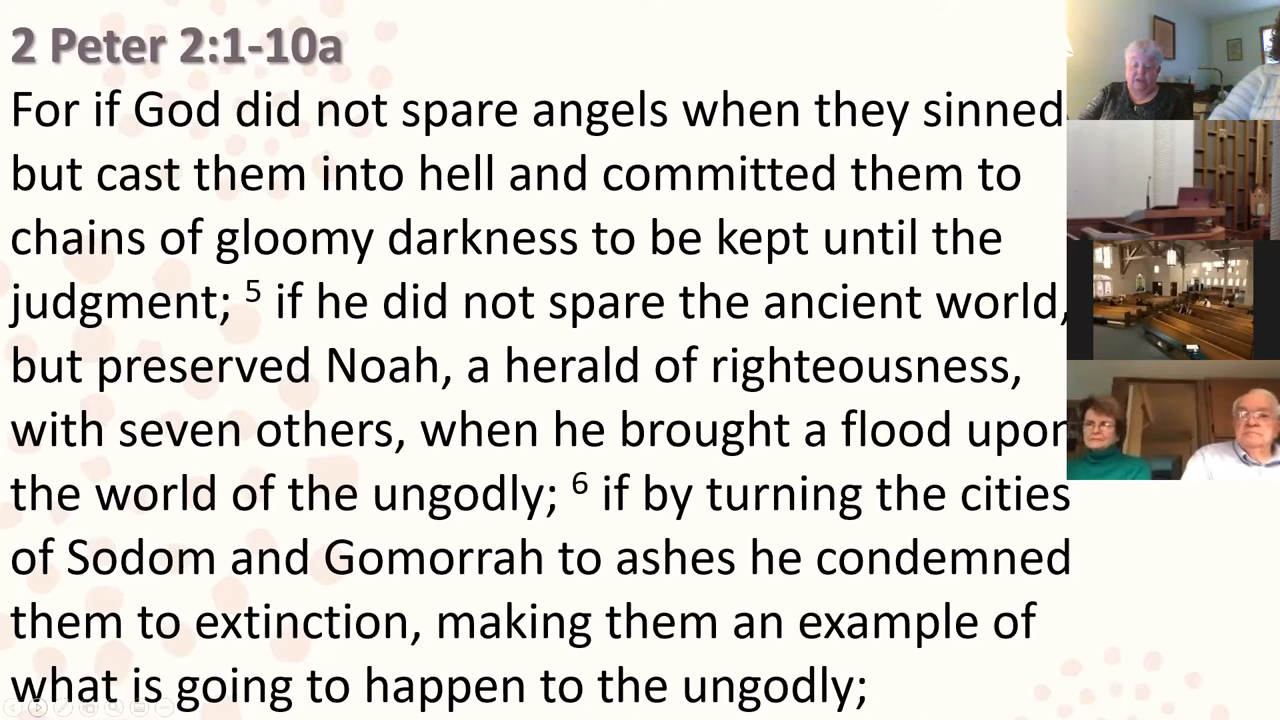 2 Peter 2:1-10a
For if God did not spare angels when they sinned
but cast them into hell and committed them to
chains of gloomy darkness to be kept until the
judgment; 5 if he did not spare the ancient world,
but preserved Noah, a herald of righteousness,
with seven others, when he brought a flood upon
the world of the ungodly; 6 if by turning the cities
of Sodom and Gomorrah to ashes he condemned
them to extinction, making them an example of
what is going to happen to the ungodly;